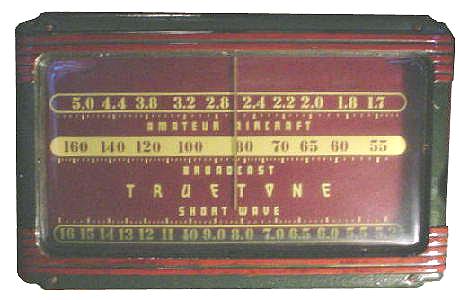 5.0 4.4 3.8 3.2 2.8 2.4 2.2 2.0 1.8 1.7
AMATEUR AIRCRAFT
160 140 120 100 80 70 65 60 55
BROADCAST
TRUETONE
SHORT WAVE
16 15 14 13 12 11 10 9.0 8.0 7.0 6.5 6.0 5.5